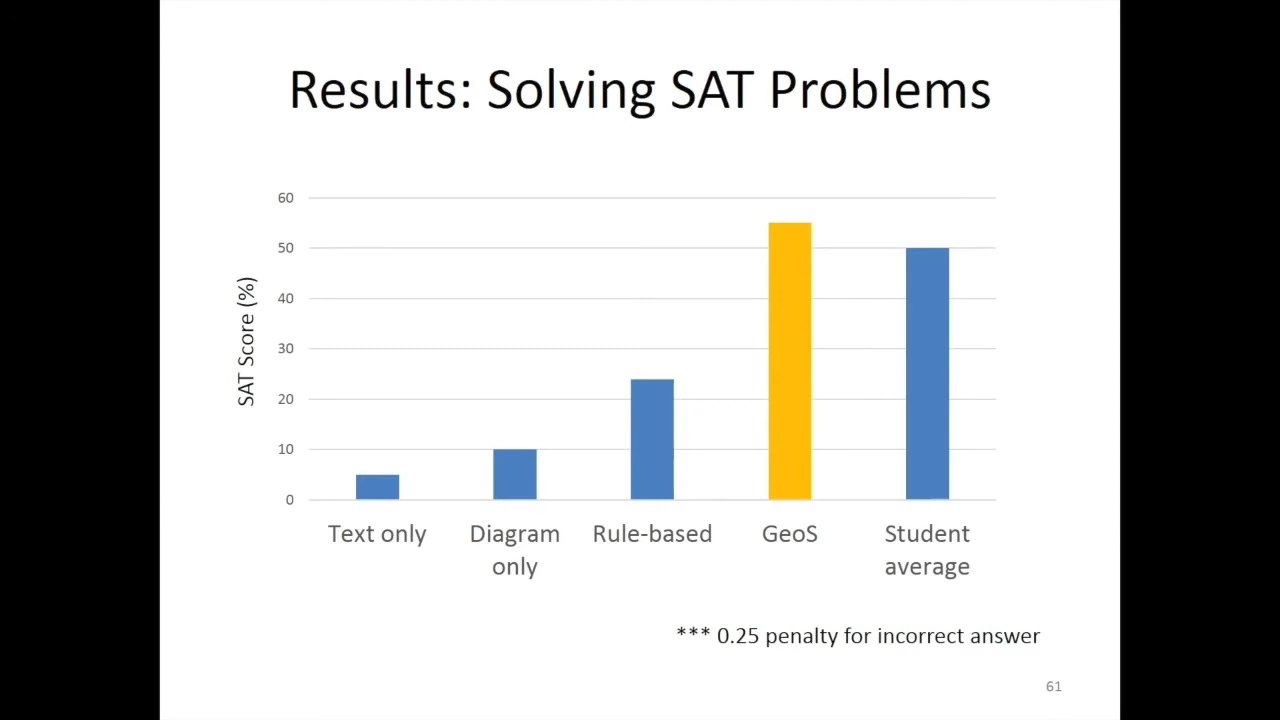 Results: Solving SAT Problems
60
50
40
30
20
10
0
SAT Score (%)
Text only
Diagram
only
Rule-based
GeoS
Student
average
*** 0.25 penalty for incorrect answer
61